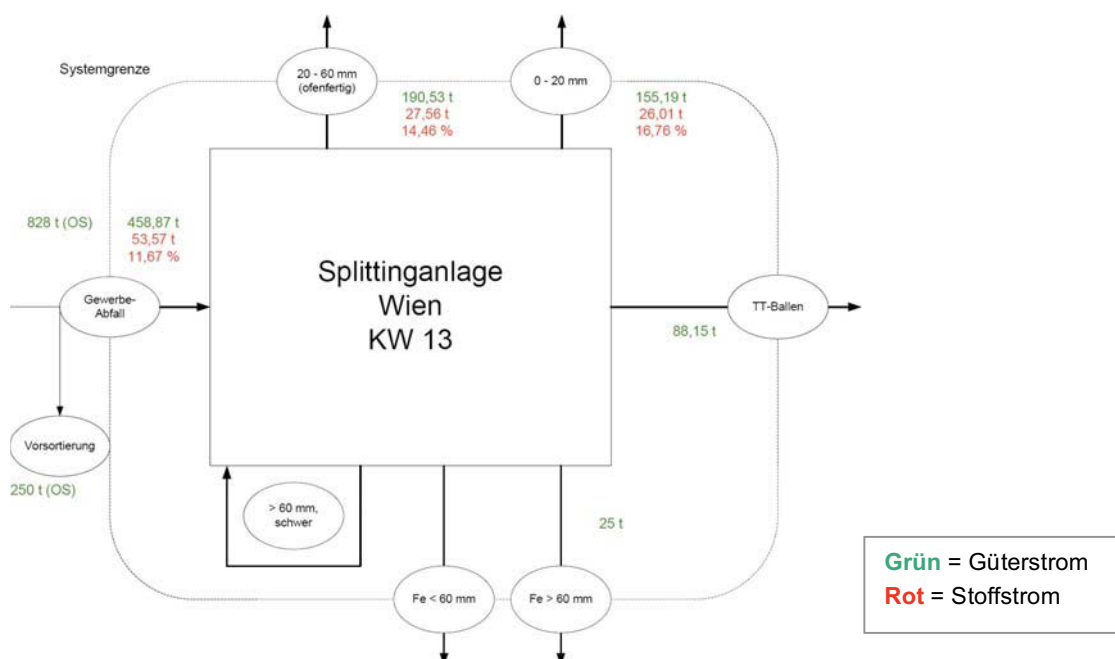 Systemgrenze
20 - 60 mm
(ofenfertig)
0 - 20 mm
190,53 t
27,56 t
14,46 %
155,19 t
26,01 t
16,76 %
828 t (OS)
458,87 t
53,57 t
11,67 %
Splittinganlage
Wien
KW 13
Gewerbe-
Abfall
TT-Ballen
88,15 t
Vorsortierung
250 t (OS)
> 60 mm,
schwer
25 t
Fe < 60 mm
Fe > 60 mm
Grün = Güterstrom
Rot = Stoffstrom